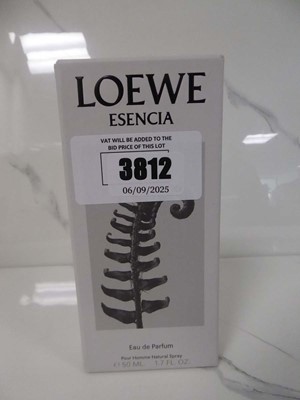 LOEWE
ESENCIA
VAT WILL BE ADDED TO THE
BID PRICE OF THIS LOT
3812
06/09/2025
Eau de Parfum
Pour Homme Natural Spray
℮ 50 ML. 1.7 FL. OZ.